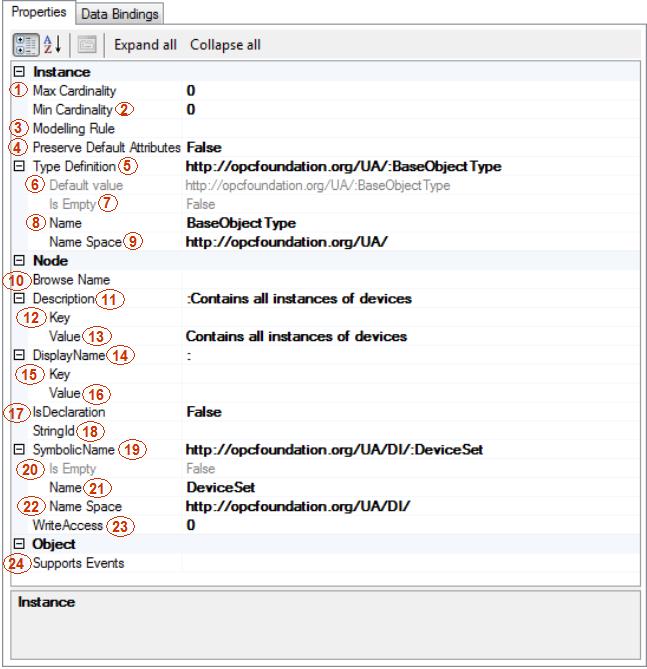 Properties Data Bindings
Expand all Collapse all
Instance
1 Max Cardinality 0
Min Cardinality 2 0
3 Modelling Rule
4 Preserve Default Attributes False
Type Definition 5 http://opcfoundation.org/UA/:BaseObjectType
6 Default value http://opcfoundation.org/UA/:BaseObjectType
Is Empty 7 False
8 Name BaseObjectType
Name Space 9 http://opcfoundation.org/UA/
Node
10 Browse Name
Description 11 :Contains all instances of devices
12 Key
Value 13 Contains all instances of devices
DisplayName 14 :
15 Key
Value 16
17 IsDeclaration False
StringId 18
SymbolicName 19 http://opcfoundation.org/UA/DI/:DeviceSet
20 Is Empty False
Name 21 DeviceSet
22 Name Space http://opcfoundation.org/UA/DI/
WriteAccess 23 0
Object
24 Supports Events
Instance